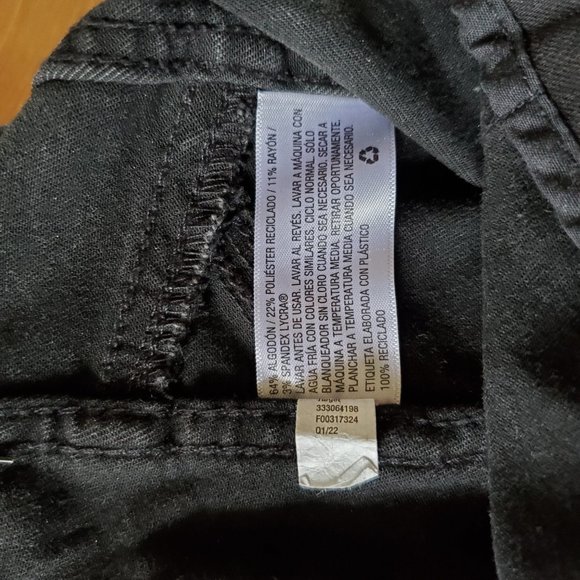 64% ALGODÓN / 22% POLIÉSTER RECICLADO / 11% RAYÓN /
3% SPANDEX LYCRA®
LAVAR ANTES DE USAR. LAVAR AL REVÉS. LAVAR A MÁQUINA CON
AGUA FRÍA CON COLORES SIMILARES. CICLO NORMAL. SÓLO
BLANQUEADOR SIN CLORO CUANDO SEA NECESARIO. SECAR A
MÁQUINA A TEMPERATURA MEDIA. RETIRAR OPORTUNAMENTE.
PLANCHAR A TEMPERATURA MEDIA CUANDO SEA NECESARIO.
ETIQUETA ELABORADA CON PLÁSTICO
100% RECICLADO
333064198
F00317324
Q1/22